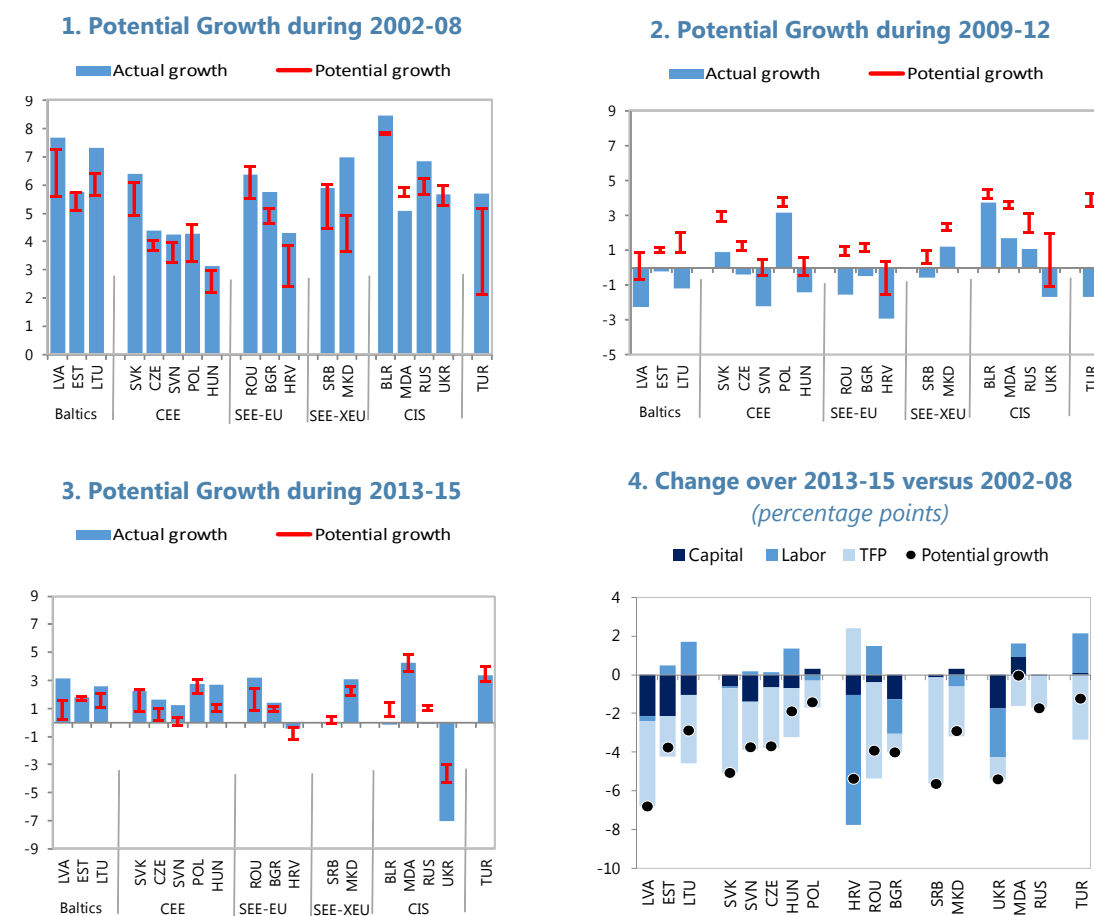 1. Potential Growth during 2002-08
Actual growth Potential growth
9
8
7
6
5
4
3
2
1
0
LVA EST LTU SVK CZE SVN POL HUN ROU BGR HRV SRB MKD BLR MDA RUS UKR TUR
Baltics CEE SEE-EU SEE-XEU CIS
2. Potential Growth during 2009-12
Actual growth Potential growth
9
7
5
3
1
-1
-3
-5
LVA EST LTU SVK CZE SVN POL HUN ROU BGR HRV SRB MKD BLR MDA RUS UKR TUR
Baltics CEE SEE-EU SEE-XEU CIS
3. Potential Growth during 2013-15
Actual growth Potential growth
9
7
5
3
1
-1
-3
-5
-7
-9
LVA EST LTU SVK CZE SVN POL HUN ROU BGR HRV SRB MKD BLR MDA RUS UKR TUR
Baltics CEE SEE-EU SEE-XEU CIS
4. Change over 2013-15 versus 2002-08
(percentage points)
Capital Labor TFP Potential growth
4
2
0
-2
-4
-6
-8
-10
LVA EST LTU SVK SVN CZE HUN POL HRV ROU BGR SRB MKD UKR MDA RUS TUR